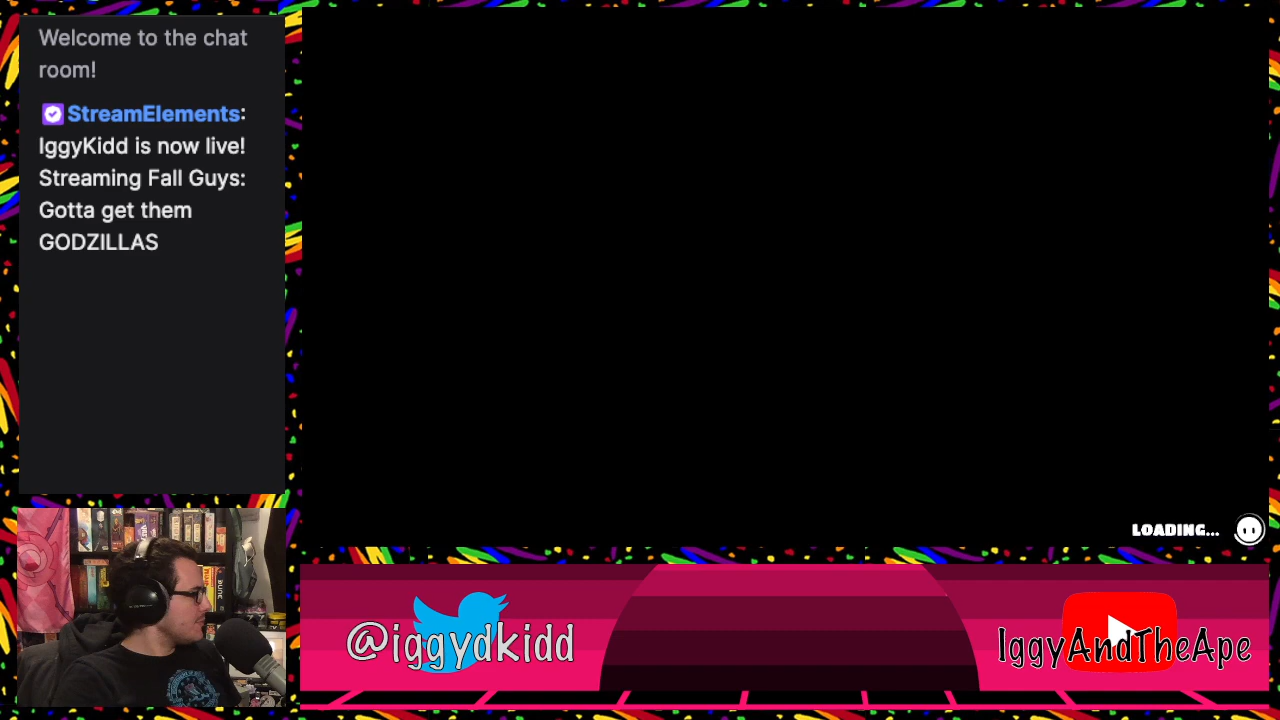 Welcome to the chat
room!
StreamElements:
IggyKidd is now live!
Streaming Fall Guys:
Gotta get them
GODZILLAS
LOADING...
@iggydkidd
IggyAndTheApe